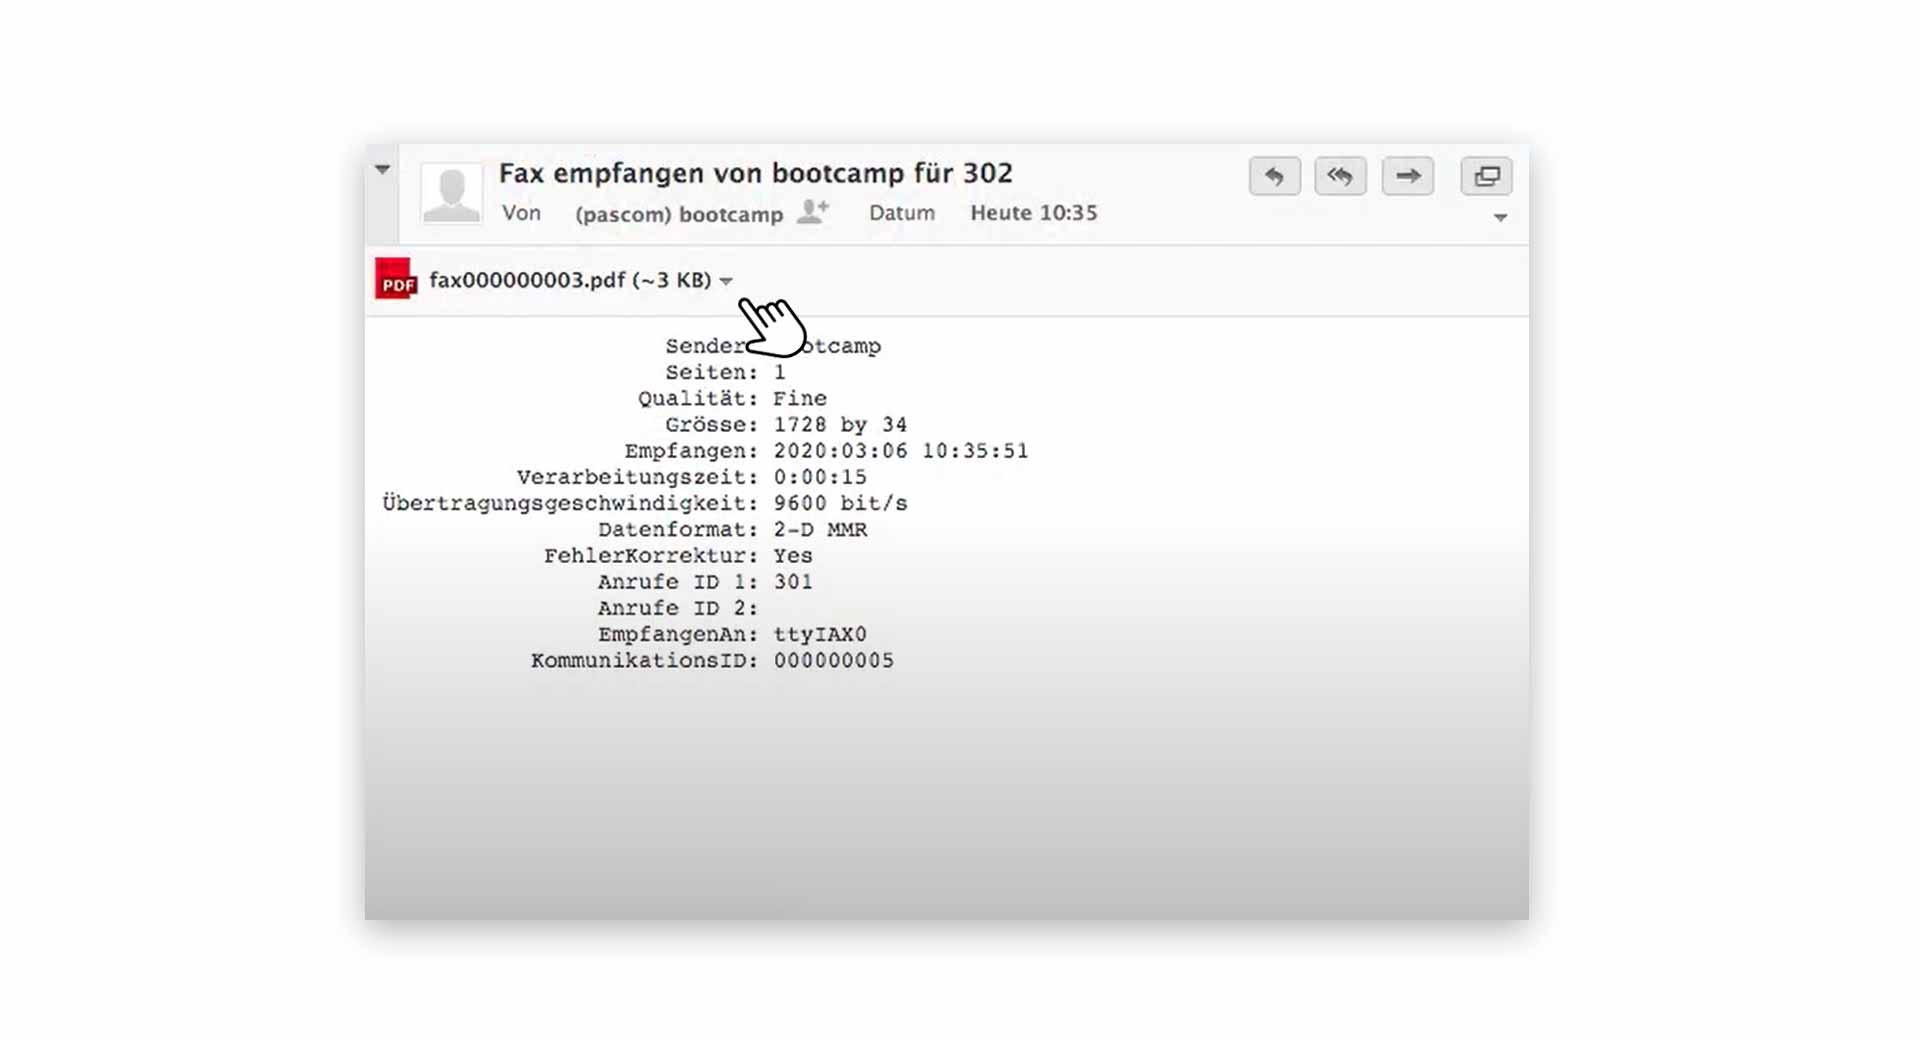 Fax empfangen von bootcamp für 302
Von (pascom) bootcamp Datum Heute 10:35
PDF fax000000003.pdf (~3 KB)
Sender
Seiten: 1
Qualität: Fine
Grösse: 1728 by 34
Empfangen: 2020:03:06 10:35:51
Verarbeitungszeit: 0:00:15
Übertragungsgeschwindigkeit: 9600 bit/s
Datenformat: 2-D MMR
FehlerKorrektur: Yes
Anrufe ID 1: 301
Anrufe ID 2:
EmpfangenAn: ttyIAX0
KommunikationsID: 000000005